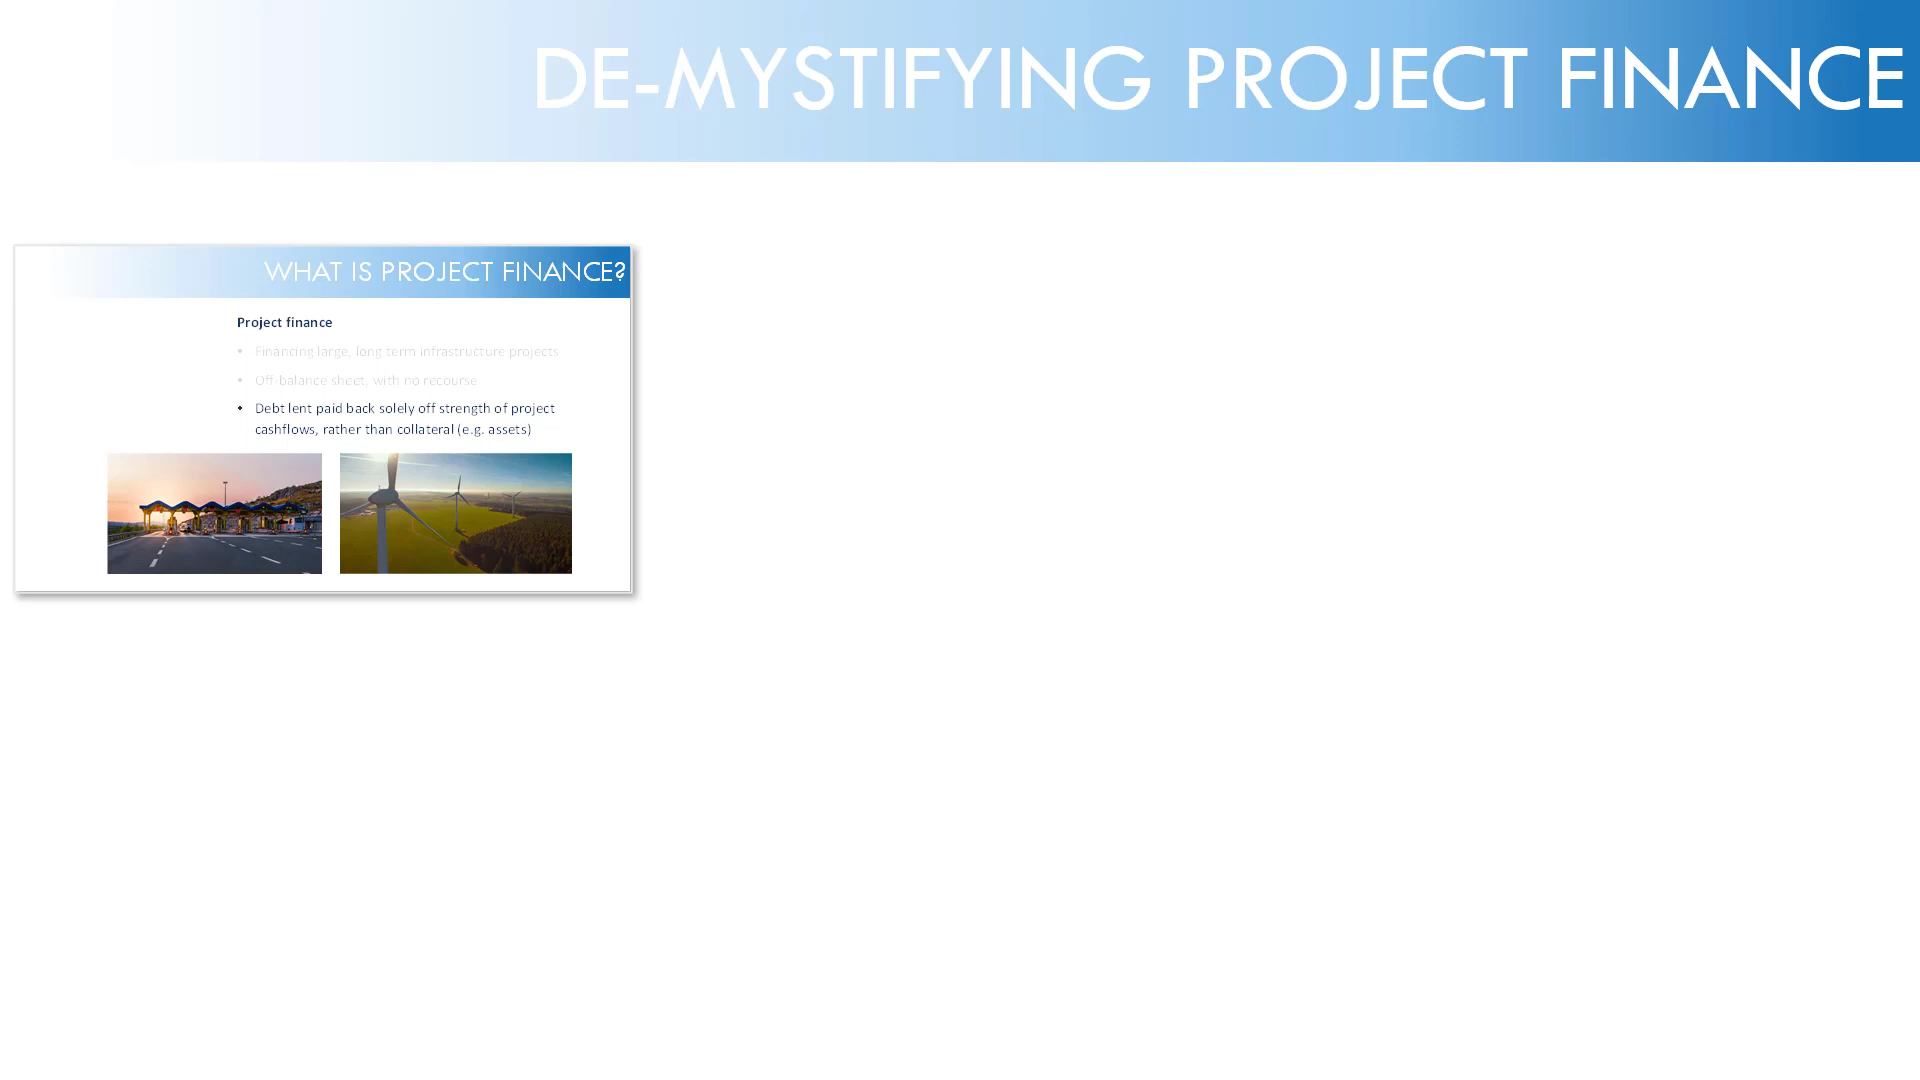 DE-MYSTIFYING PROJECT FINANCE
WHAT IS PROJECT FINANCE?
Project finance
• Financing large, long term infrastructure projects
• Off-balance sheet, with no recourse
• Debt lent paid back solely off strength of project
cashflows, rather than collateral (e.g. assets)